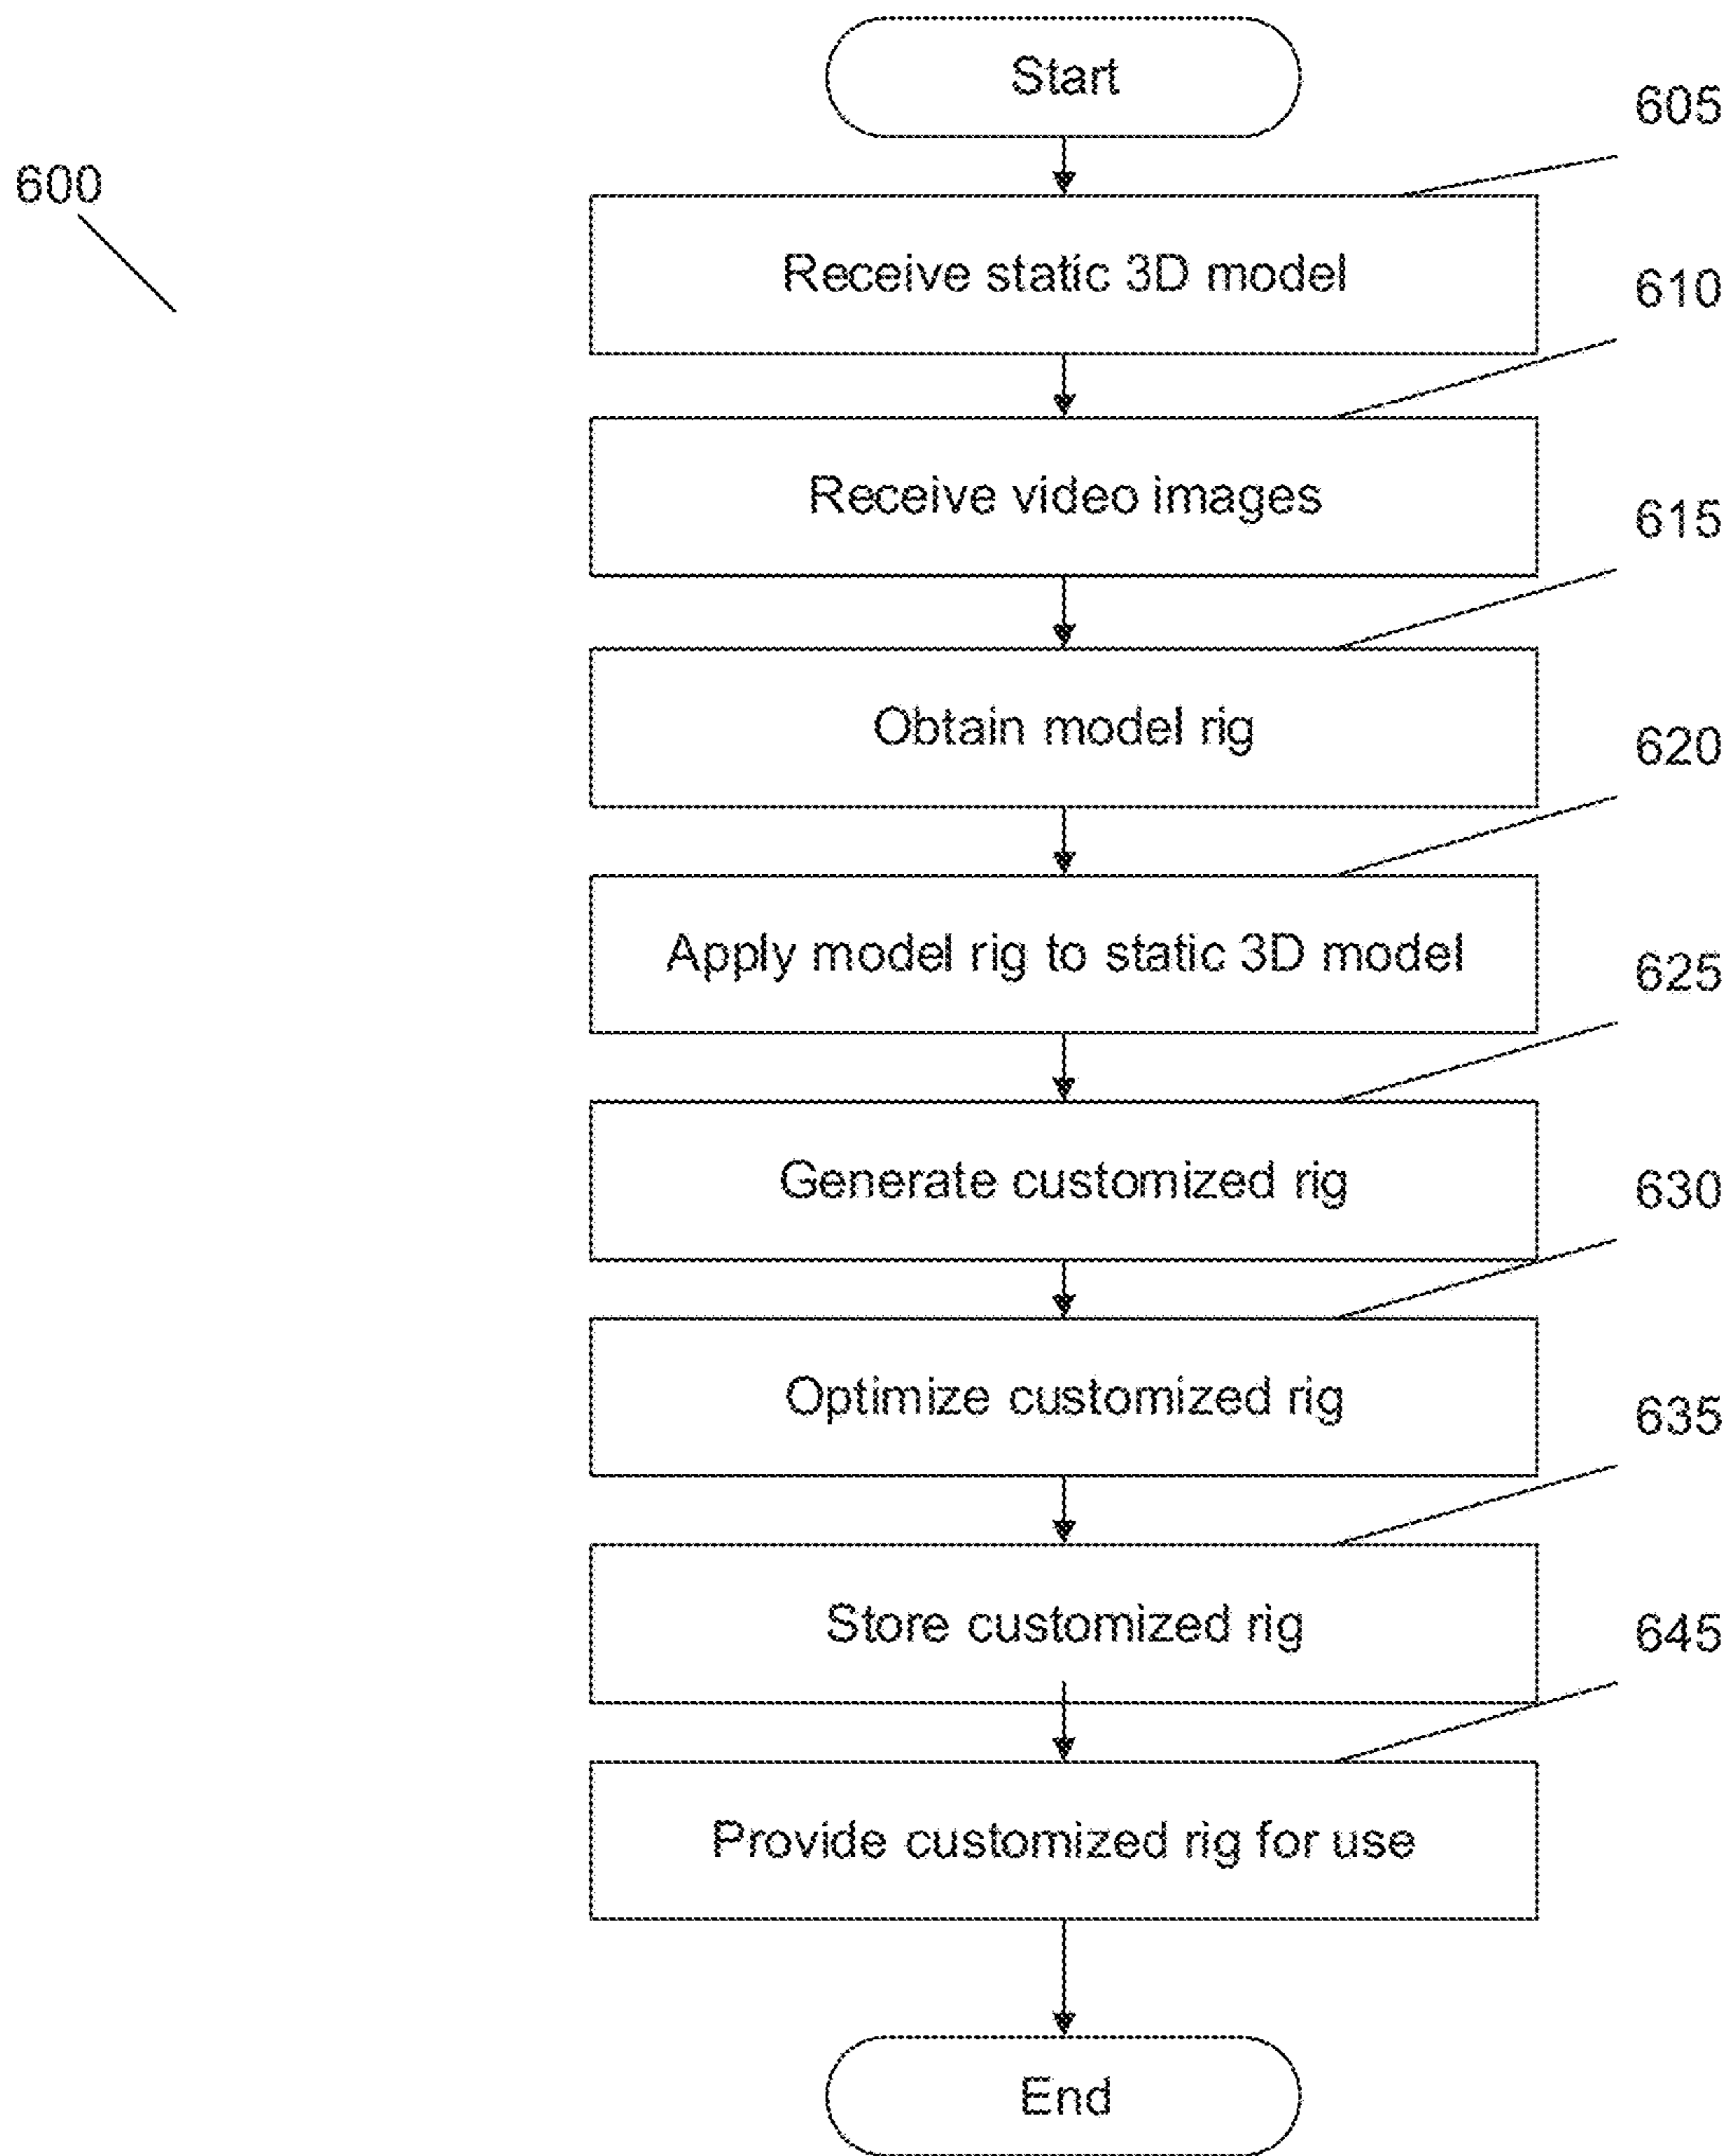 Start
605
600
Receive static 3D model
610
Receive video images
615
Obtain model rig
620
Apply model rig to static 3D model
625
Generate customized rig
630
Optimize customized rig
635
Store customized rig
645
Provide customized rig for use
End